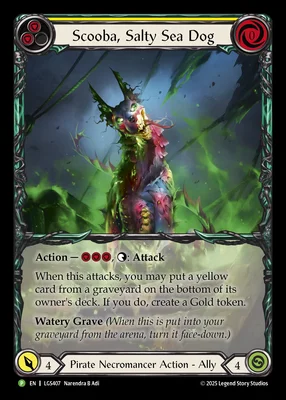 Scooba, Salty Sea Dog
Action — , : Attack
When this attacks, you may put a yellow
card from a graveyard on the bottom of its
owner's deck. If you do, create a Gold token.
Watery Grave (When this is put into your
graveyard from the arena, turn it face-down.)
4
Pirate Necromancer Action - Ally
4
P
EN | LGS407 Narendra B Adi
© 2025 Legend Story Studios